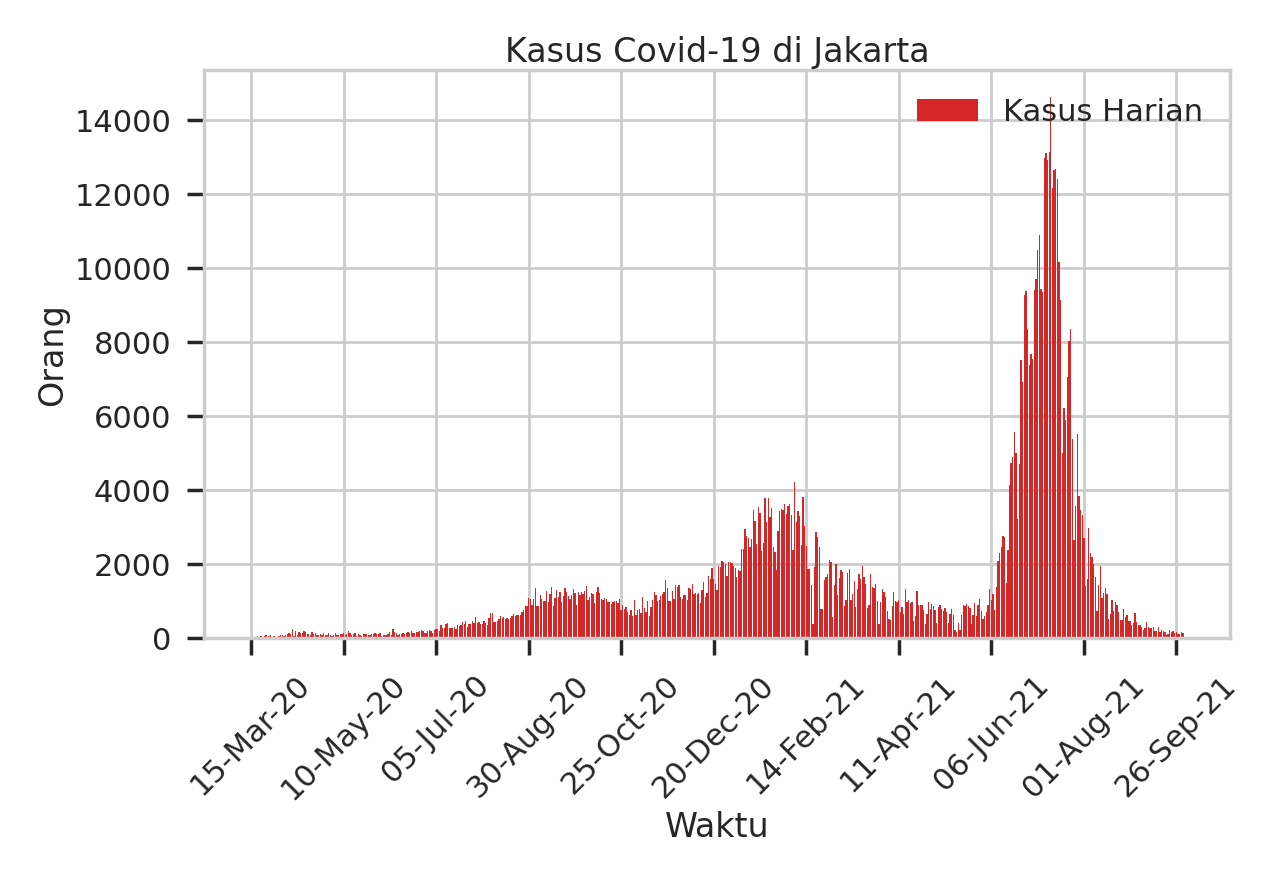 Kasus Covid-19 di Jakarta
Kasus Harian
14000
12000
10000
8000
6000
4000
2000
0
Orang
15-Mar-20
10-May-20
05-Jul-20
30-Aug-20
25-Oct-20
20-Dec-20
14-Feb-21
11-Apr-21
06-Jun-21
01-Aug-21
26-Sep-21
Waktu